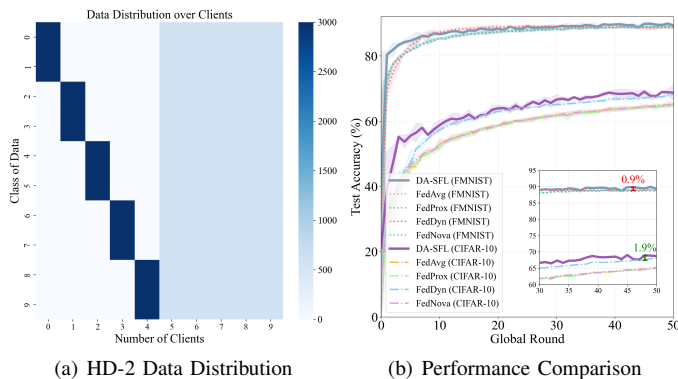 Data Distribution over Clients
Class of Data
0
1
2
3
4
5
6
7
8
9
0 1 2 3 4 5 6 7 8 9
Number of Clients
3000
2500
2000
1500
1000
500
0
(a) HD-2 Data Distribution
Test Accuracy (%)
80
60
40
20
0
0 10 20 30 40 50
Global Round
DA-SFL (FMNIST)
FedAvg (FMNIST)
FedProx (FMNIST)
FedDyn (FMNIST)
FedNova (FMNIST)
DA-SFL (CIFAR-10)
FedAvg (CIFAR-10)
FedProx (CIFAR-10)
FedDyn (CIFAR-10)
FedNova (CIFAR-10)
95
90
85
80
75
70
65
60
30 35 40 45 50
0.9%
1.9%
(b) Performance Comparison